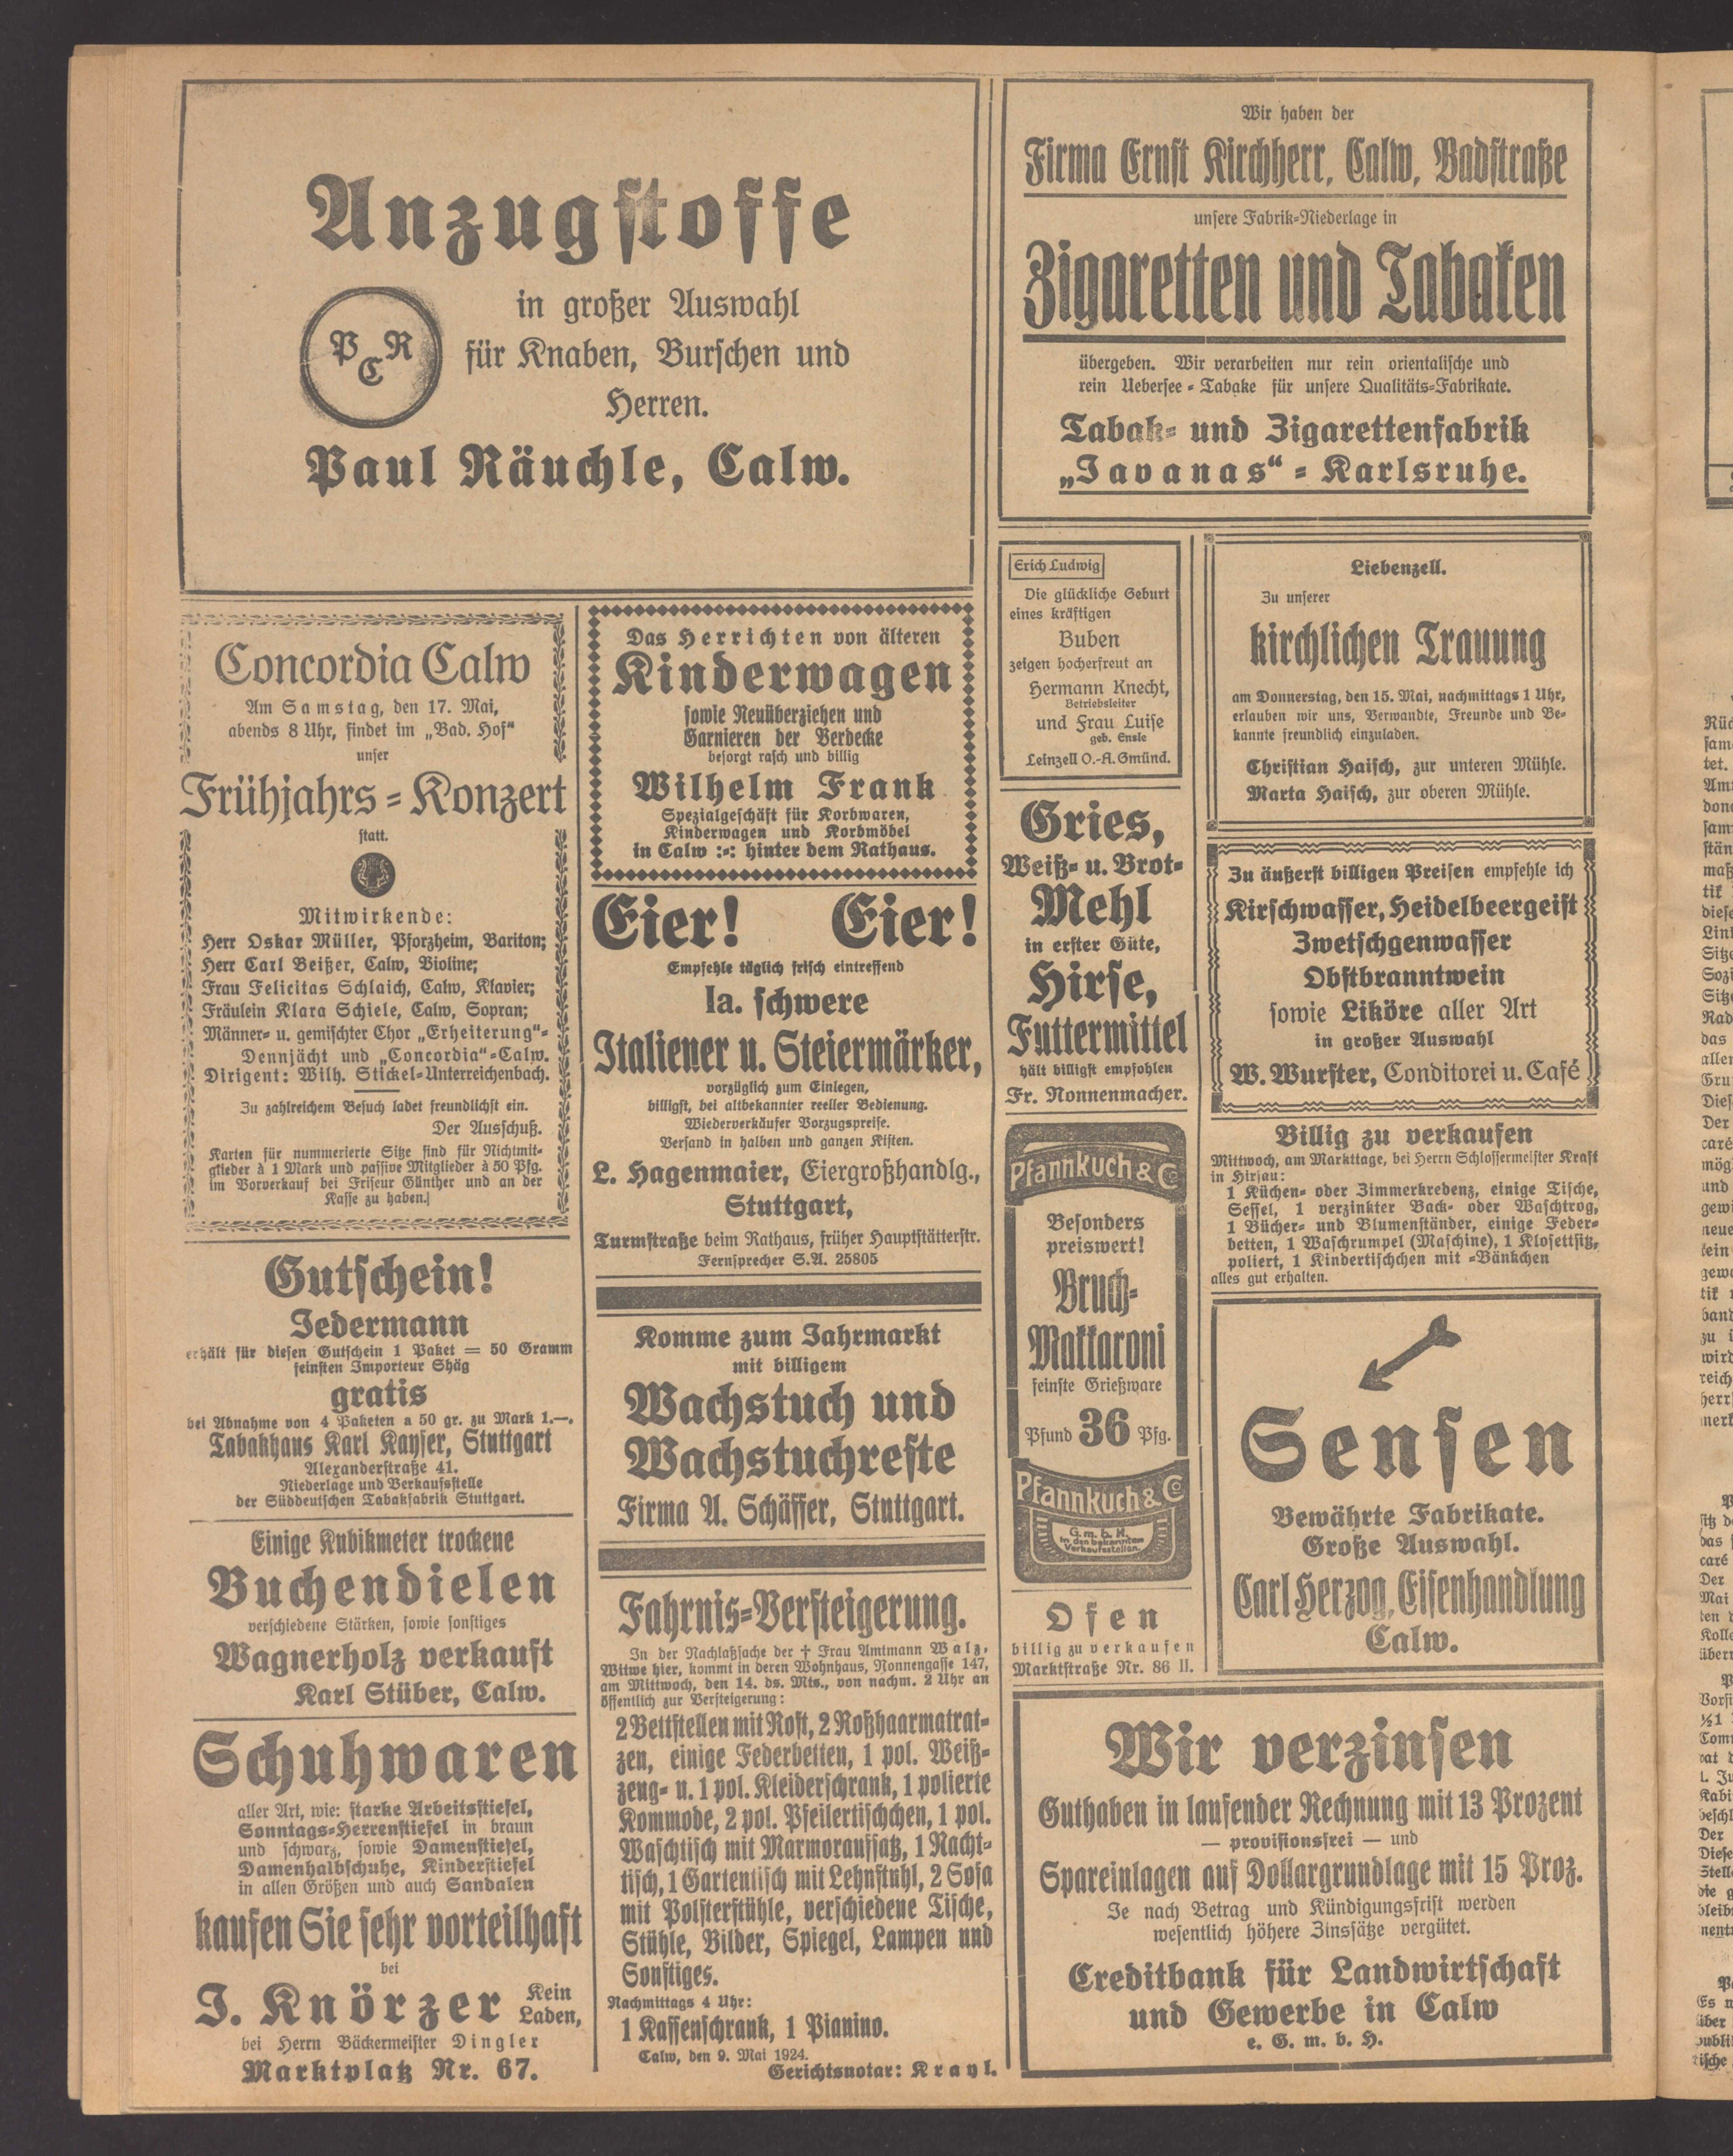 Anzugstoffe
P C R
in großer Auswahl
für Knaben, Burschen und
Herren.
Paul Räuchle, Calw.
Wir haben der
Firma Ernst Kirchherr, Calw, Badstraße
unsere Fabrik-Niederlage in
Zigaretten und Tabaken
übergeben. Wir verarbeiten nur rein orientalische und
rein Uebersee-Tabake für unsere Qualitäts-Fabrikate.
Tabak- und Zigarettenfabrik
„Javanas“ - Karlsruhe.
Concordia Calw
Am Samstag, den 17. Mai,
abends 8 Uhr, findet im „Bad. Hof“
unser
Frühjahrs-Konzert
statt.
Mitwirkende:
Herr Oskar Müller, Pforzheim, Bariton;
Herr Carl Beißer, Calw, Violine;
Frau Felicitas Schlaich, Calw, Klavier;
Fräulein Klara Schiele, Calw, Sopran;
Männer- u. gemischter Chor „Erheiterung“-
Dennjächt und „Concordia“-Calw.
Dirigent: Wilh. Stickel-Unterreichenbach.
Zu zahlreichem Besuch ladet freundlichst ein.
Der Ausschuß.
Karten für nummerierte Sitze sind für Nichtmit-
glieder à 1 Mark und passive Mitglieder à 50 Pfg.
im Vorverkauf bei Friseur Günther und an der
Kasse zu haben.
Gutschein!
Jedermann
erhält für diesen Gutschein 1 Paket = 50 Gramm
feinsten Importeur Shäg
gratis
bei Abnahme von 4 Paketen a 50 gr. zu Mark 1.—.
Tabakhaus Karl Kayser, Stuttgart
Alexanderstraße 41.
Niederlage und Verkaufsstelle
der Süddeutschen Tabakfabrik Stuttgart.
Einige Kubikmeter trockene
Buchendielen
verschiedene Stärken, sowie sonstiges
Wagnerholz verkauft
Karl Stüber, Calw.
Schuhwaren
aller Art, wie: starke Arbeitsstiefel,
Sonntags-Herrenstiefel in braun
und schwarz, sowie Damenstiefel,
Damenhalbschuhe, Kinderstiefel
in allen Größen und auch Sandalen
kaufen Sie sehr vorteilhaft
bei
J. Knörzer Kein
Laden,
bei Herrn Bäckermeister Dingler
Marktplatz Nr. 67.
Das Herrichten von älteren
Kinderwagen
sowie Neuüberziehen und
Garnieren der Verdecke
besorgt rasch und billig
Wilhelm Frank
Spezialgeschäft für Korbwaren,
Kinderwagen und Korbmöbel
in Calw :-: hinter dem Rathaus.
Eier! Eier!
Empfehle täglich frisch eintreffend
Ia. schwere
Italiener u. Steiermärker,
vorzüglich zum Einlegen,
billigst, bei altbekannter reeller Bedienung.
Wiederverkäufer Vorzugspreise.
Versand in halben und ganzen Kisten.
L. Hagenmaier, Eiergroßhandlg.,
Stuttgart,
Turmstraße beim Rathaus, früher Hauptstätterstr.
Fernsprecher S.A. 25805
Komme zum Jahrmarkt
mit billigem
Wachstuch und
Wachstuchreste
Firma A. Schäffer, Stuttgart.
Fahrnis-Versteigerung.
In der Nachlaßsache der † Frau Amtmann Walz,
Witwe hier, kommt in deren Wohnhaus, Nonnengasse 147,
am Mittwoch, den 14. ds. Mts., von nachm. 2 Uhr an
öffentlich zur Versteigerung:
2 Bettstellen mit Rost, 2 Roßhaarmatrat-
zen, einige Federbetten, 1 pol. Weiß-
zeug- u. 1 pol. Kleiderschrank, 1 polierte
Kommode, 2 pol. Pfeilertischchen, 1 pol.
Waschtisch mit Marmoraufsatz, 1 Nacht-
tisch, 1 Gartentisch mit Lehnstuhl, 2 Sofa
mit Polsterstühle, verschiedene Tische,
Stühle, Bilder, Spiegel, Lampen und
Sonstiges.
Nachmittags 4 Uhr:
1 Kassenschrank, 1 Pianino.
Calw, den 9. Mai 1924.
Gerichtsnotar: Krayl.
Erich Ludwig
Die glückliche Geburt
eines kräftigen
Buben
zeigen hocherfreut an
Hermann Knecht,
Betriebsleiter
und Frau Luise
geb. Ensle
Leinzell O.-A. Gmünd.
Gries,
Weiß- u. Brot-
Mehl
in erster Güte,
Hirse,
Futtermittel
hält billigst empfohlen
Fr. Nonnenmacher.
Pfannkuch & Co
Besonders
preiswert!
Bruch-
Makkaroni
feinste Grießware
Pfund 36 Pfg.
Pfannkuch & Co
G.m.b.H.
In den bekannten
Verkaufsstellen.
Ofen
billig zu verkaufen
Marktstraße Nr. 86 II.
Liebenzell.
Zu unserer
kirchlichen Trauung
am Donnerstag, den 15. Mai, nachmittags 1 Uhr,
erlauben wir uns, Verwandte, Freunde und Be-
kannte freundlich einzuladen.
Christian Haisch, zur unteren Mühle.
Marta Haisch, zur oberen Mühle.
Zu äußerst billigen Preisen empfehle ich
Kirschwasser, Heidelbeergeist
Zwetschgenwasser
Obstbranntwein
sowie Liköre aller Art
in großer Auswahl
W. Wurster, Conditorei u. Café
Billig zu verkaufen
Mittwoch, am Markttage, bei Herrn Schlossermeister Kraft
in Hirsau:
1 Küchen- oder Zimmerkredenz, einige Tische,
Sessel, 1 verzinkter Back- oder Waschtrog,
1 Bücher- und Blumenständer, einige Feder-
betten, 1 Waschrumpel (Maschine), 1 Klosettsitz,
poliert, 1 Kindertischchen mit -Bänkchen
alles gut erhalten.
Sensen
Bewährte Fabrikate.
Große Auswahl.
Carl Herzog, Eisenhandlung
Calw.
Wir verzinsen
Guthaben in laufender Rechnung mit 13 Prozent
— provisionsfrei — und
Spareinlagen auf Dollargrundlage mit 15 Proz.
Je nach Betrag und Kündigungsfrist werden
wesentlich höhere Zinssätze vergütet.
Creditbank für Landwirtschaft
und Gewerbe in Calw
e. G. m. b. H.